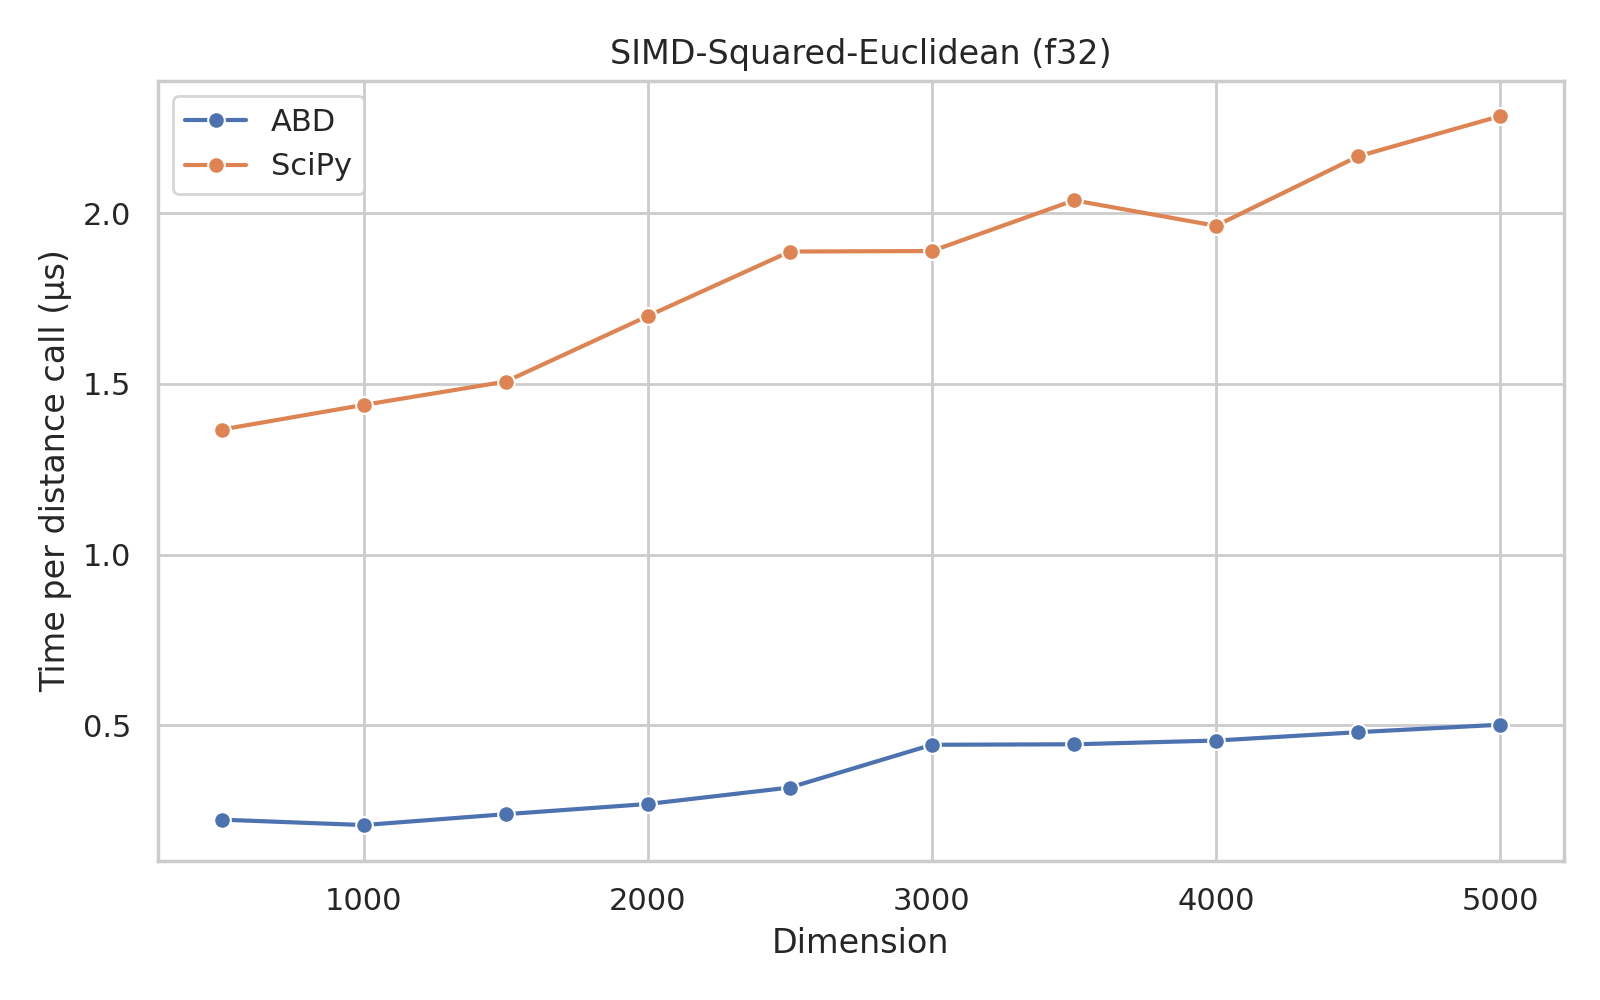 SIMD-Squared-Euclidean (f32)
ABD
SciPy
Time per distance call (µs)
2.0
1.5
1.0
0.5
1000 2000 3000 4000 5000
Dimension